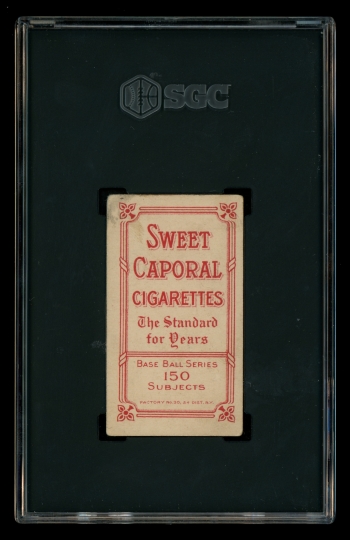 SGC
SWEET
CAPORAL
CIGARETTES
The Standard
for Years
BASE BALL SERIES
150
SUBJECTS